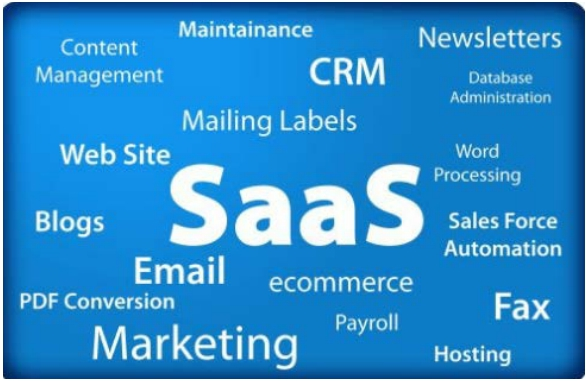 Maintainance
Newsletters
Content
Management
CRM
Database
Administration
Mailing Labels
Web Site
Word
Processing
SaaS
Blogs
Sales Force
Automation
Email
ecommerce
PDF Conversion
Fax
Payroll
Marketing
Hosting